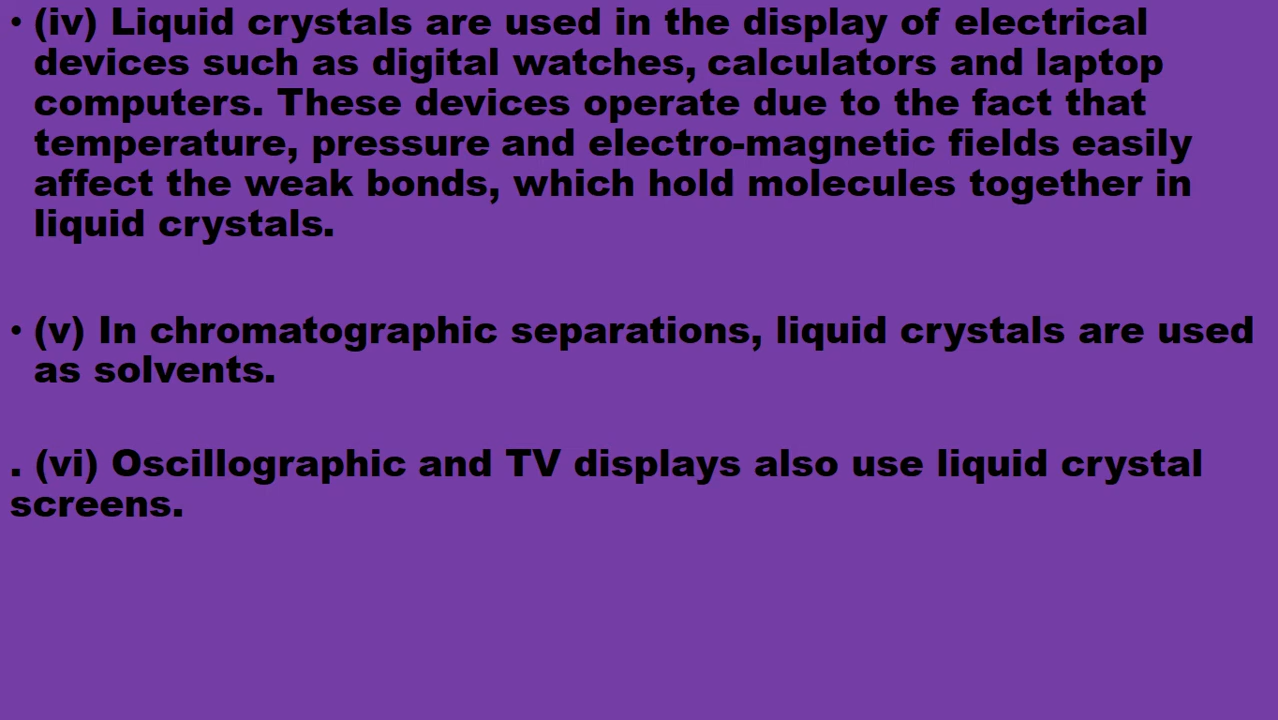 • (iv) Liquid crystals are used in the display of electrical
devices such as digital watches, calculators and laptop
computers. These devices operate due to the fact that
temperature, pressure and electro-magnetic fields easily
affect the weak bonds, which hold molecules together in
liquid crystals.
• (v) In chromatographic separations, liquid crystals are used
as solvents.
. (vi) Oscillographic and TV displays also use liquid crystal
screens.